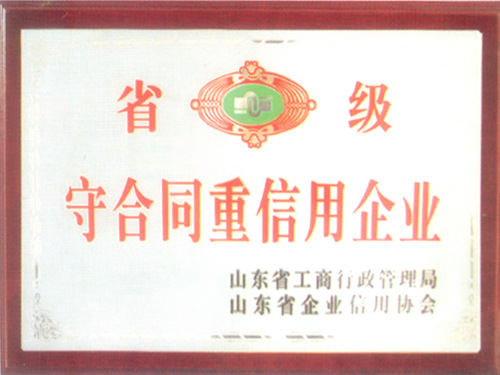 省 级
守合同重信用企业
山东省工商行政管理局
山东省企业信用协会